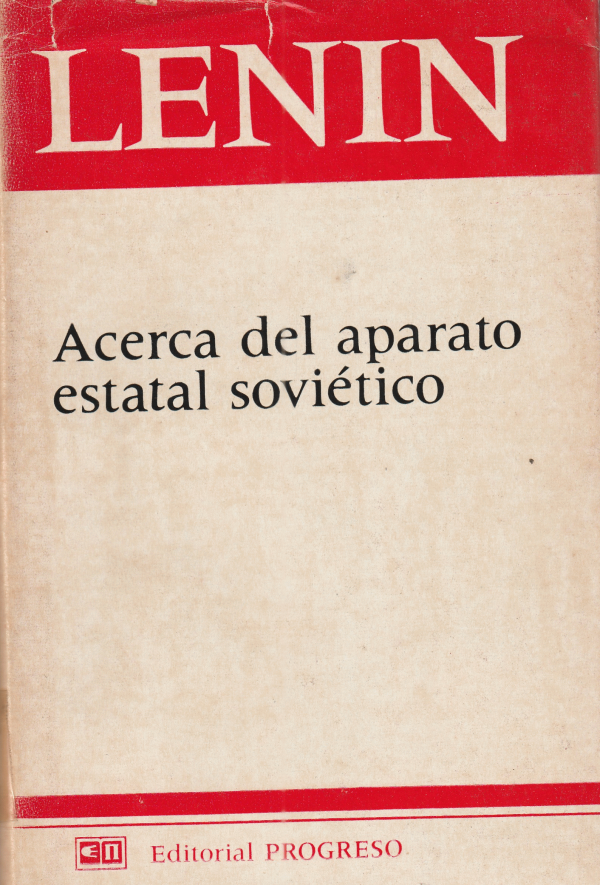 LENIN
Acerca del aparato
estatal soviético
Editorial PROGRESO